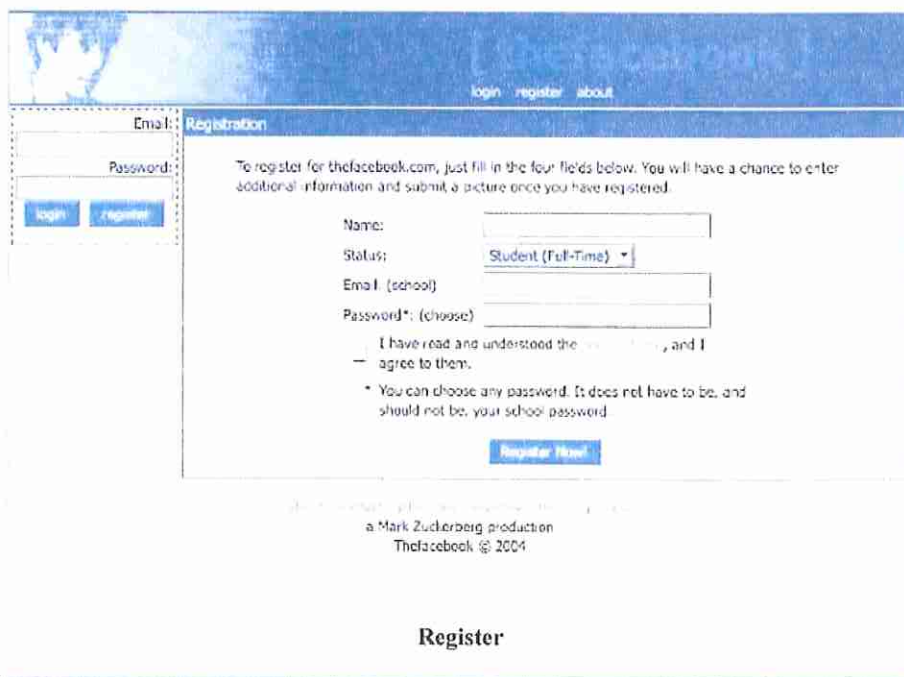 [ thefacebook ]
login register about
Email:
Password:
login register
Registration
To register for thefacebook.com, just fill in the four fields below. You will have a chance to enter
additional information and submit a picture once you have registered.
Name:
Status: Student (Full-Time)
Email: (school)
Password*: (choose)
I have read and understood the , and I
agree to them.
* You can choose any password. It does not have to be, and
should not be, your school password
Register Now!
a Mark Zuckerberg production
Thefacebook © 2004
Register